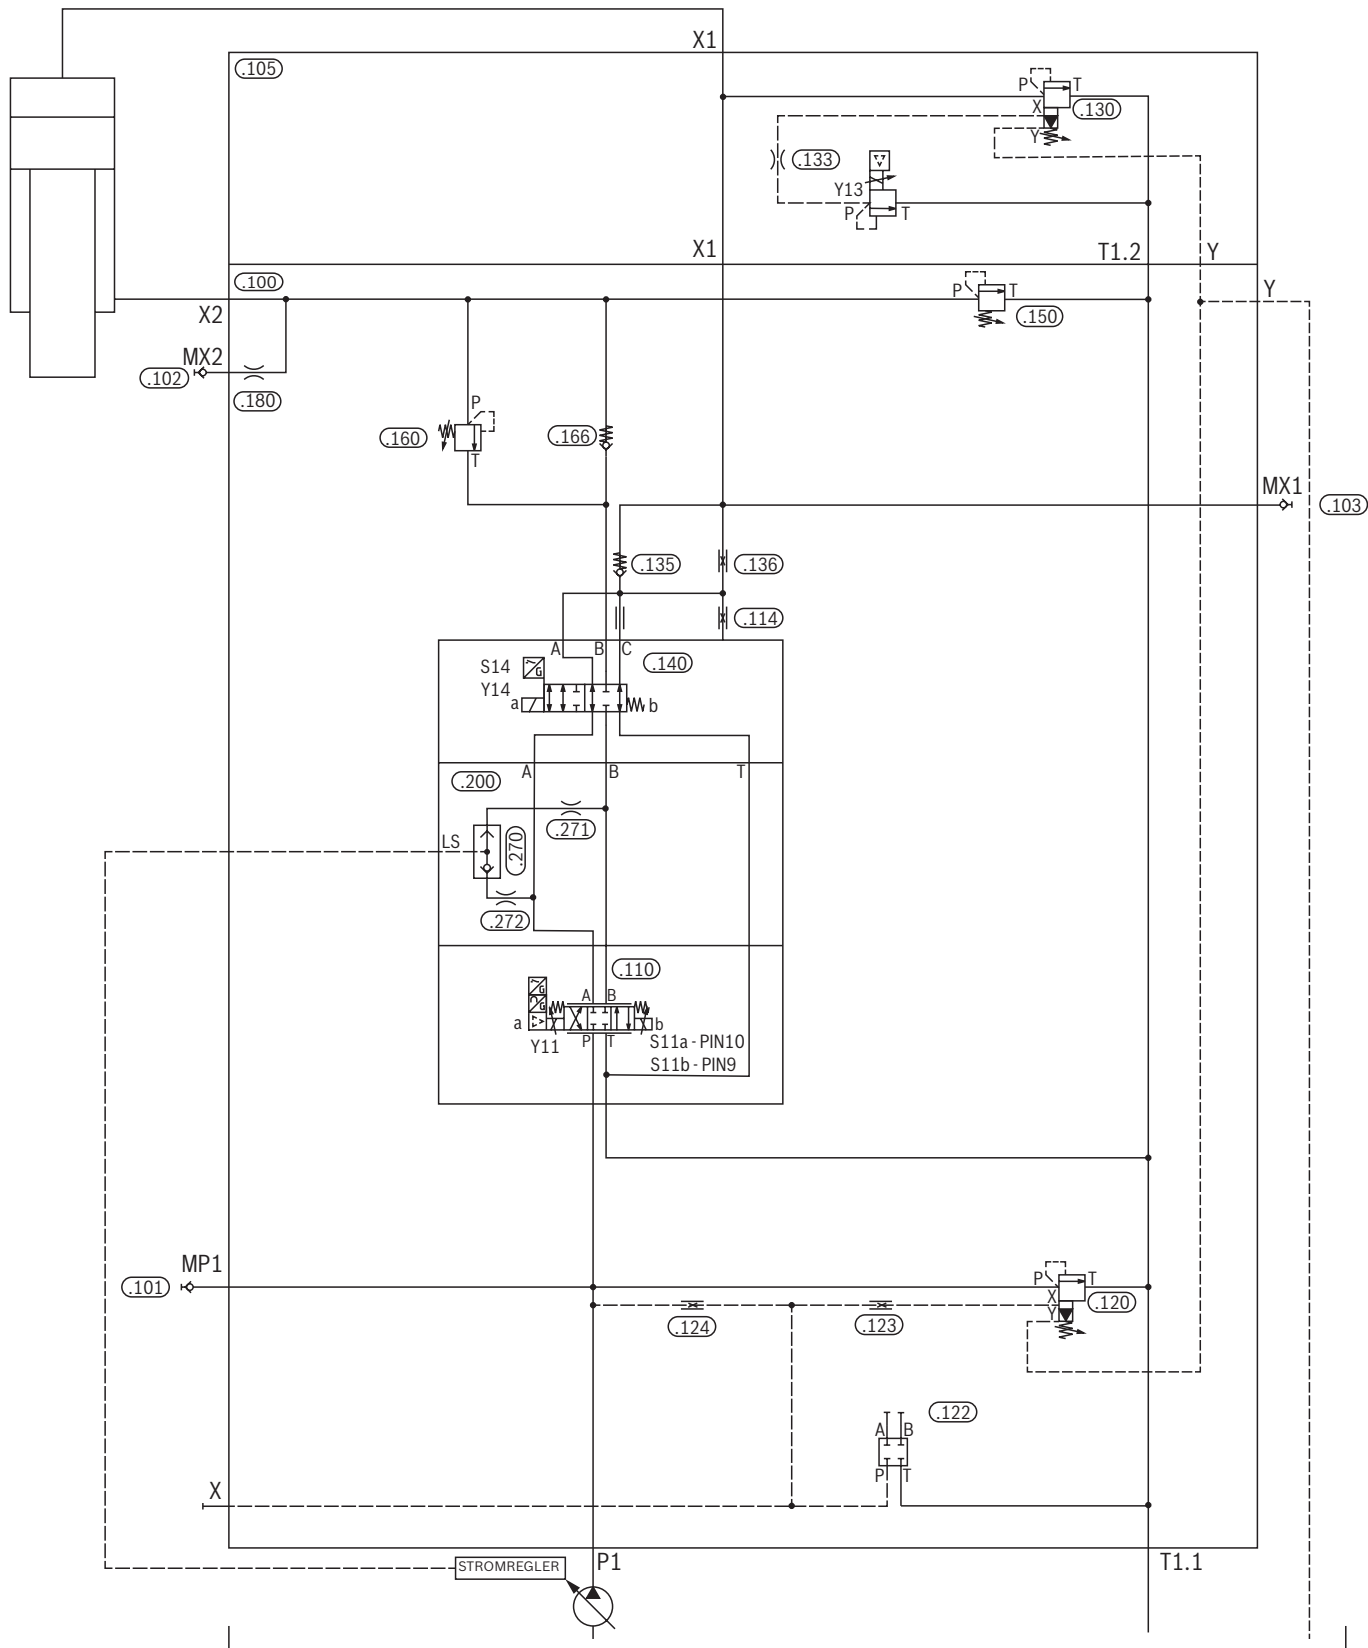 X1
.105
P T
X
.130
Y
.133
Y13
P T
X1
T1.2
Y
.100
P T
Y
X2
.150
MX2
.102
.180
P
.160
.166
T
MX1
.103
.135
.136
.114
A B C
.140
S14
Y14
a
b
A B T
.200
.271
LS
.270
.272
.110
A B
a
b
P T
Y11
S11a - PIN10
S11b - PIN9
MP1
.101
P T
X
.120
Y
.124
.123
.122
A B
P T
X
STROMREGLER
P1
T1.1